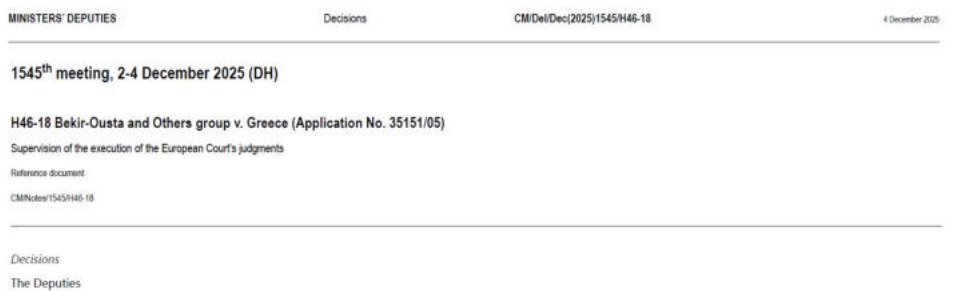 MINISTERS' DEPUTIES Decisions CM/Del/Dec(2025)1545/H46-18 4 December 2025
1545th meeting, 2-4 December 2025 (DH)
H46-18 Bekir-Ousta and Others group v. Greece (Application No. 35151/05)
Supervision of the execution of the European Court's judgments
Reference document
CM/Notes/1545/H46-18
Decisions
The Deputies